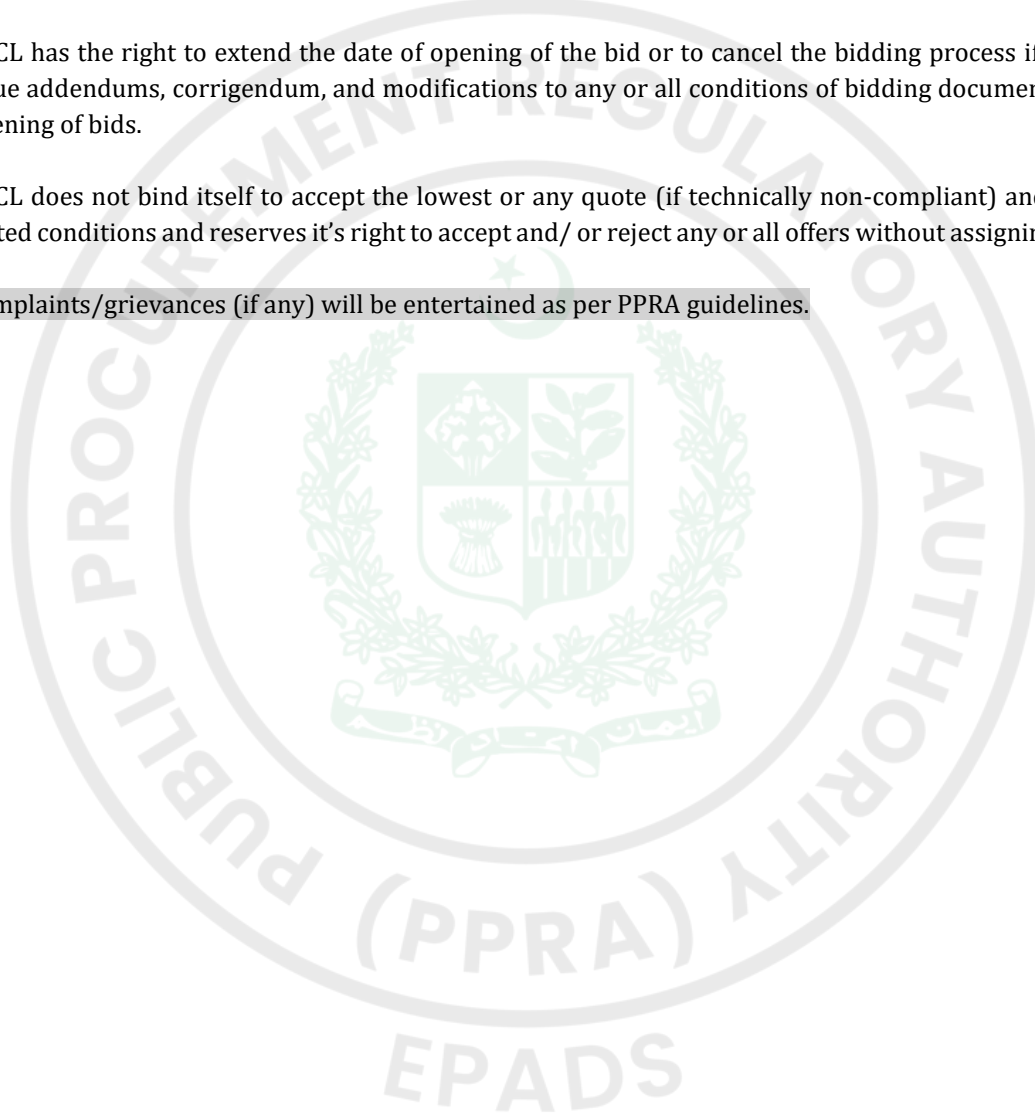 CL has the right to extend the date of opening of the bid or to cancel the bidding process if
ue addendums, corrigendum, and modifications to any or all conditions of bidding documen
ening of bids.
CL does not bind itself to accept the lowest or any quote (if technically non-compliant) and
ted conditions and reserves it’s right to accept and/ or reject any or all offers without assignin
mplaints/grievances (if any) will be entertained as per PPRA guidelines.
PUBLIC PROCUREMENT REGULATORY AUTHORITY
(PPRA)
EPADS